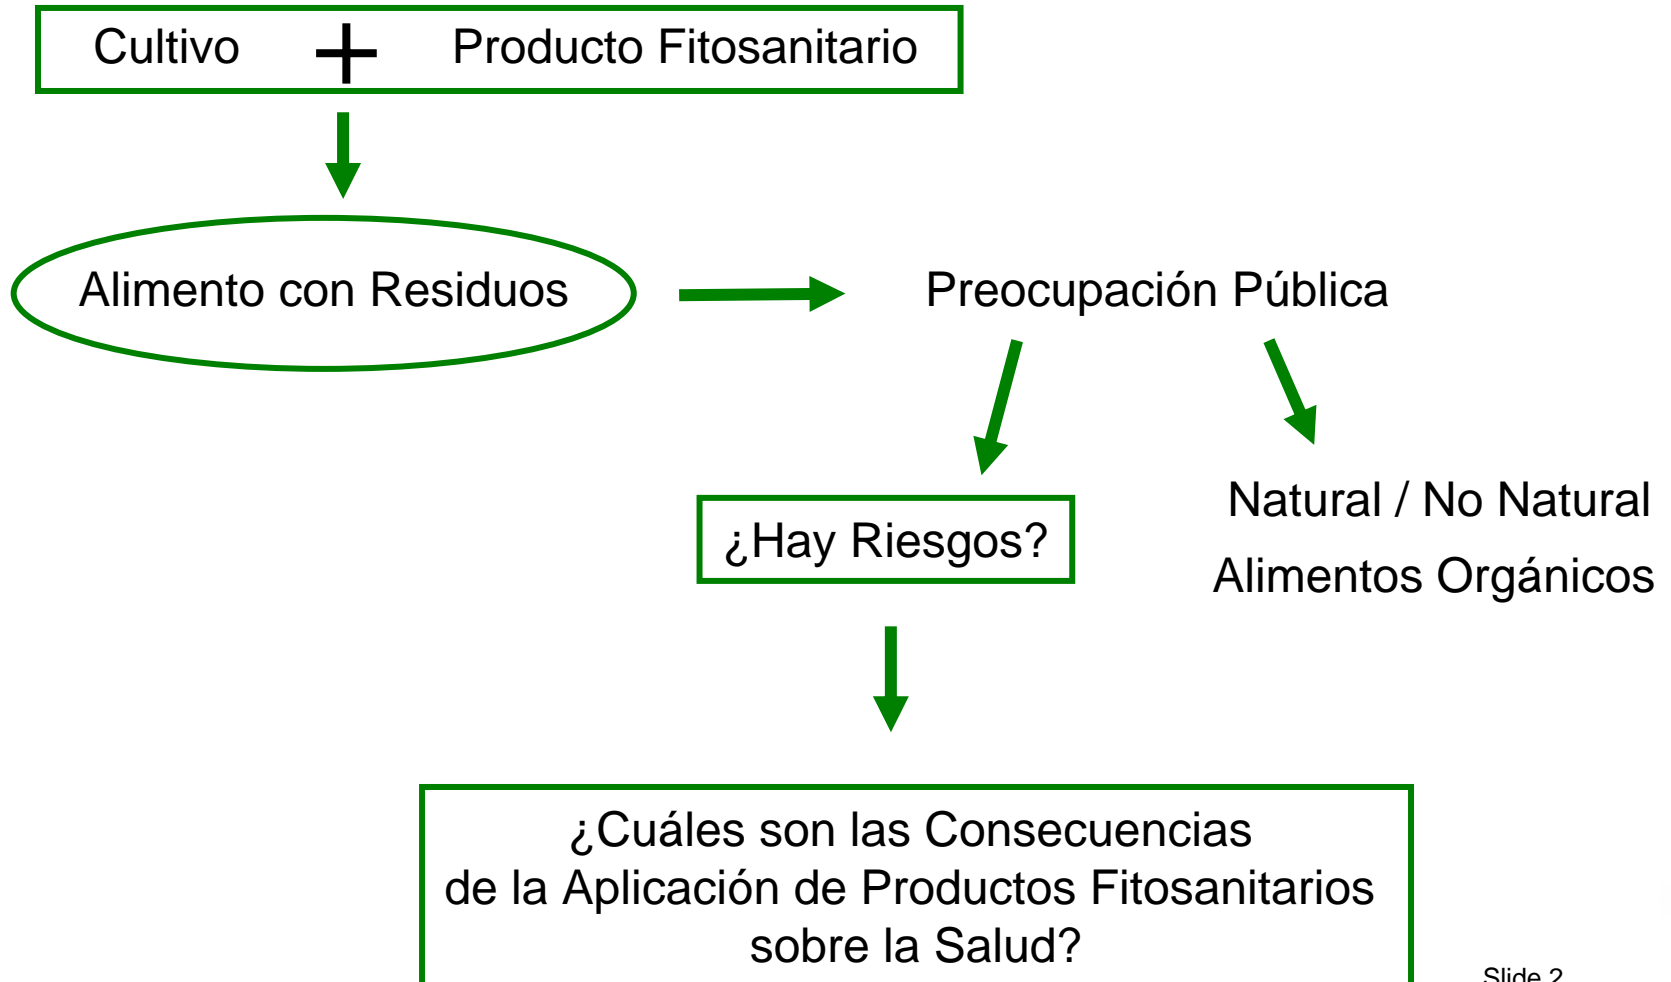 Cultivo + Producto Fitosanitario
Alimento con Residuos
Preocupación Pública
¿Hay Riesgos?
Natural / No Natural
Alimentos Orgánicos
¿Cuáles son las Consecuencias
de la Aplicación de Productos Fitosanitarios
sobre la Salud?
Slide 2